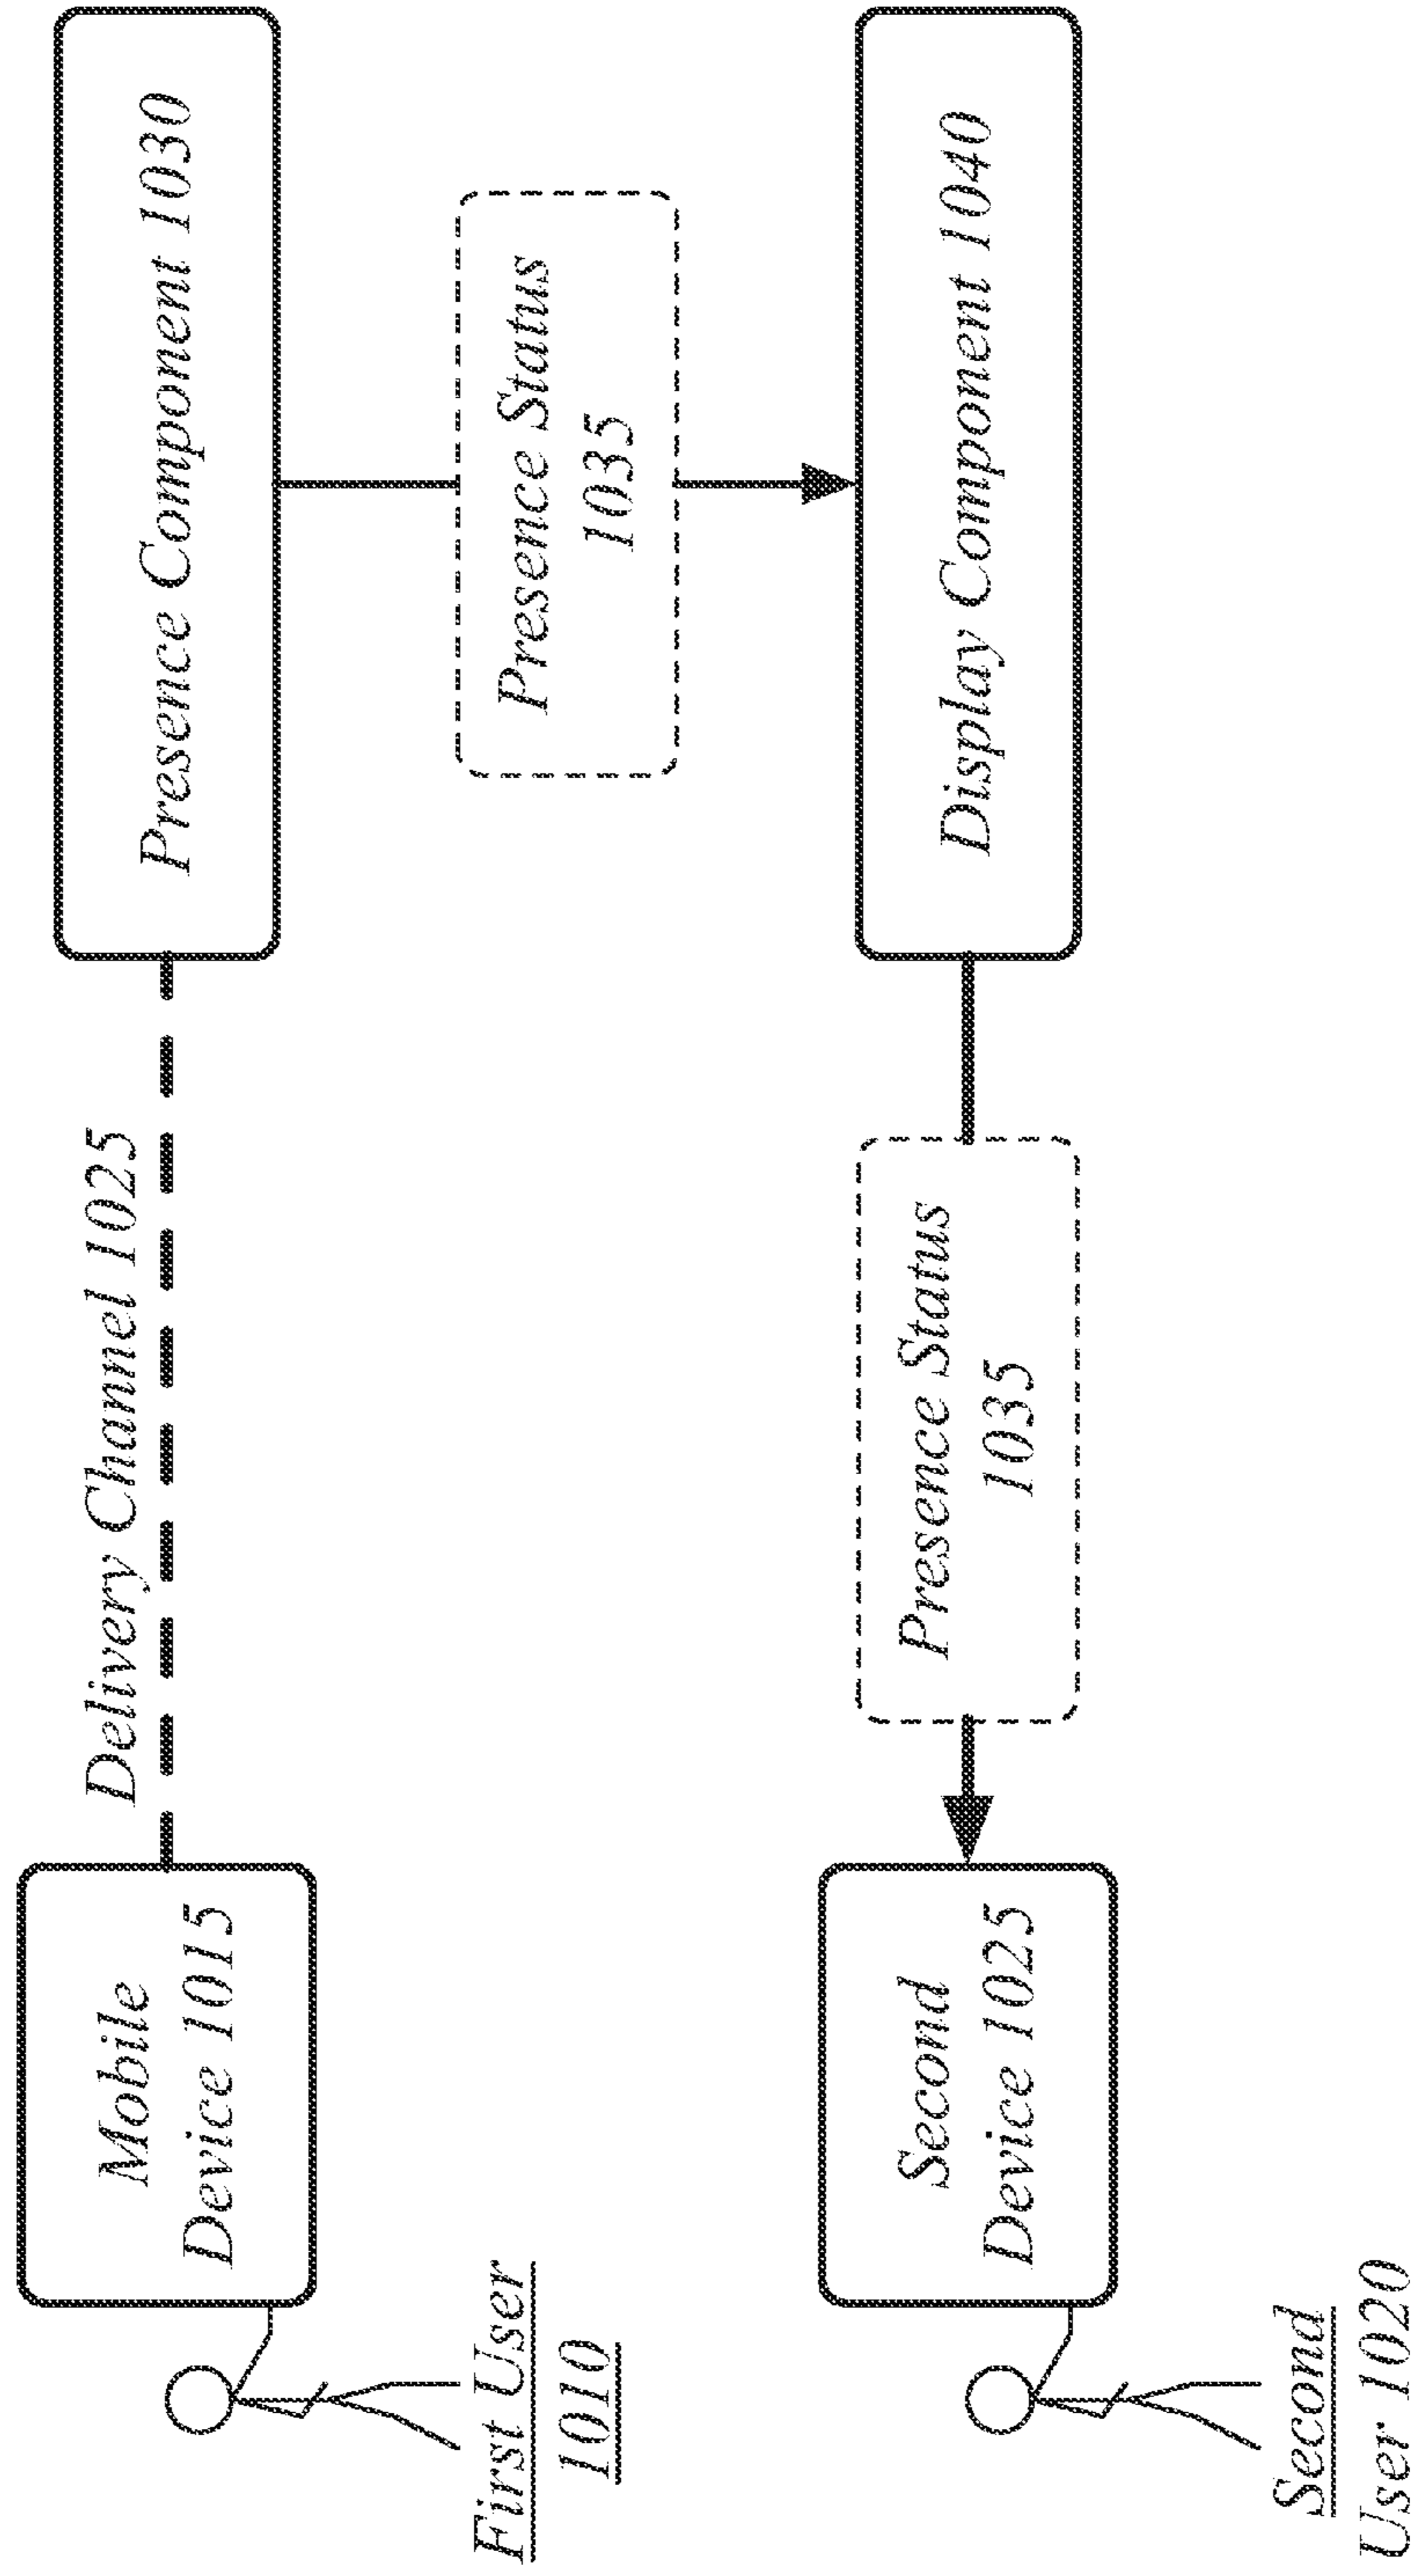 First User
1010
Mobile
Device 1015
Delivery Channel 1025
Presence Component 1030
Presence Status
1035
Second
User 1020
Second
Device 1025
Presence Status
1035
Display Component 1040